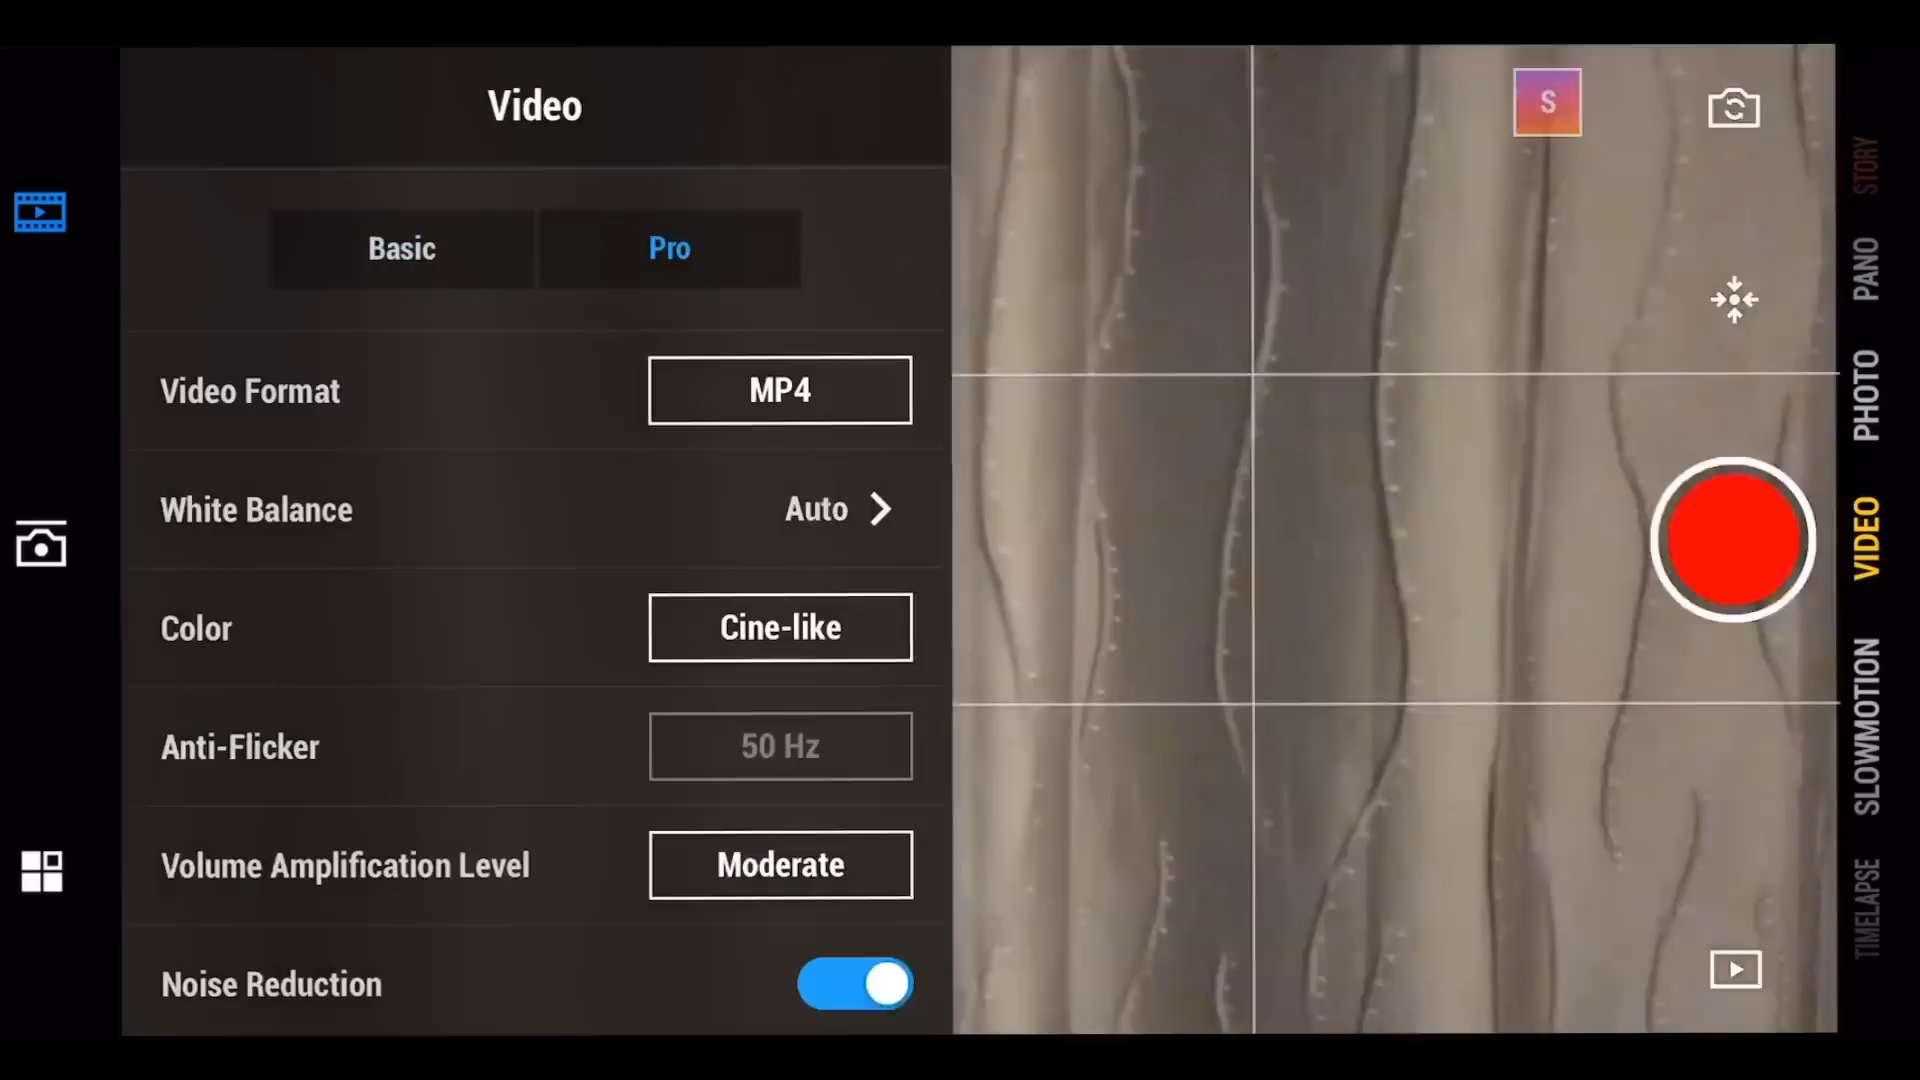 Video
Basic
Pro
Video Format
MP4
White Balance
Auto
Color
Cine-like
Anti-Flicker
50 Hz
Volume Amplification Level
Moderate
Noise Reduction
S
STORY
PANO
PHOTO
VIDEO
SLOWMOTION
TIMELAPSE